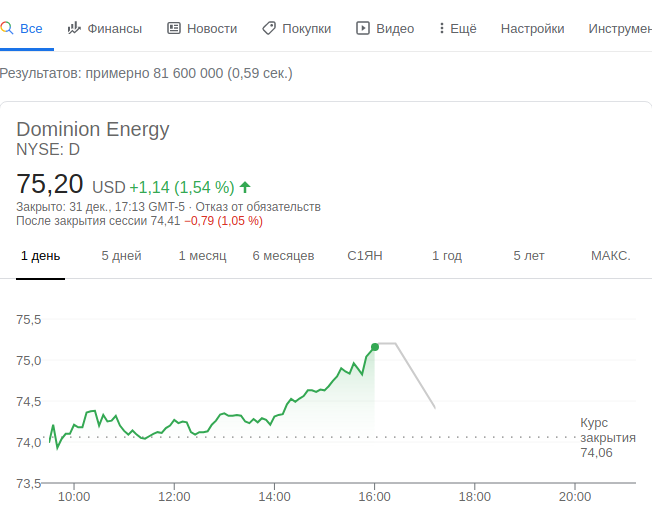 Все Финансы Новости Покупки Видео Ещё Настройки Инструмен
Результатов: примерно 81 600 000 (0,59 сек.)
Dominion Energy
NYSE: D
75,20 USD +1,14 (1,54 %)
Закрыто: 31 дек., 17:13 GMT-5 · Отказ от обязательств
После закрытия сессии 74,41 −0,79 (1,05 %)
1 день 5 дней 1 месяц 6 месяцев С1ЯН 1 год 5 лет МАКС.
75,5
75,0
74,5
74,0
73,5
Курс
закрытия
74,06
10:00 12:00 14:00 16:00 18:00 20:00